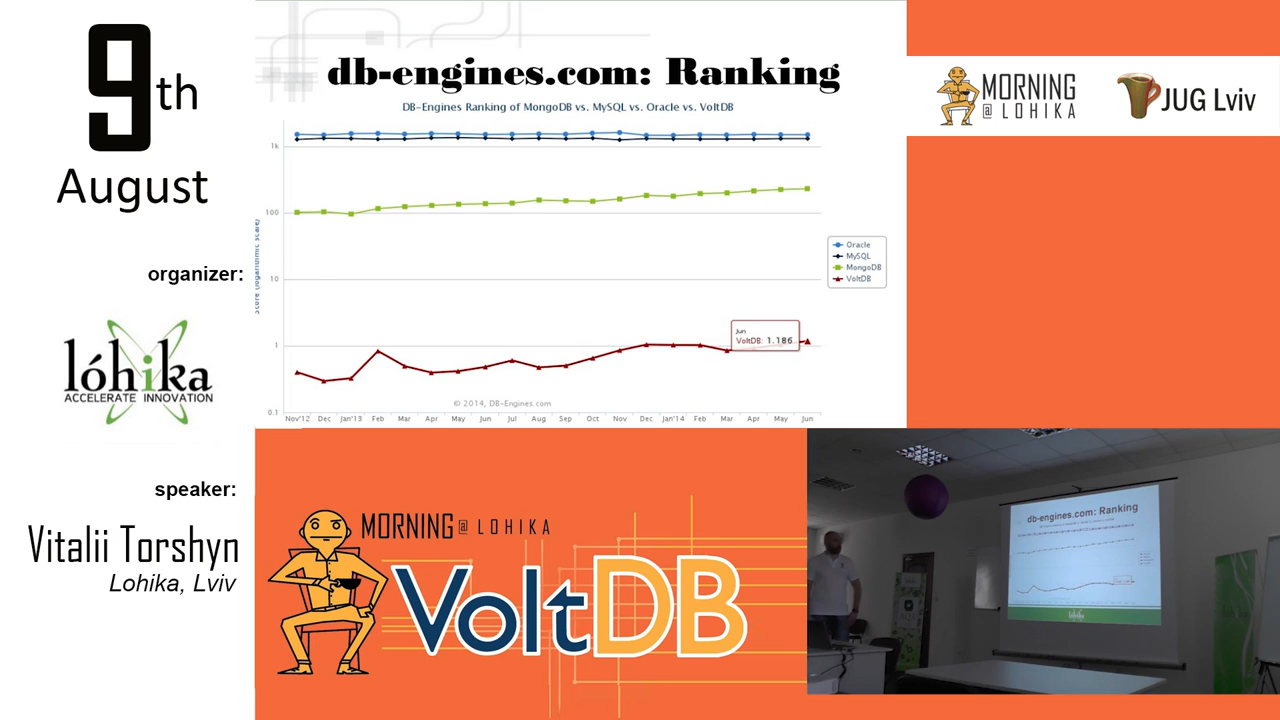 9th
August
organizer:
lóhika
ACCELERATE INNOVATION
speaker:
Vitalii Torshyn
Lohika, Lviv
db-engines.com: Ranking
DB-Engines Ranking of MongoDB vs. MySQL vs. Oracle vs. VoltDB
Score (logarithmic scale)
1k
100
10
1
0.1
Oracle
MySQL
MongoDB
VoltDB
Jun
VoltDB: 1.186
© 2014, DB-Engines.com
Nov'12 Dec Jan'13 Feb Mar Apr May Jun Jul Aug Sep Oct Nov Dec Jan'14 Feb Mar Apr May Jun
MORNING
@ LOHIKA
JUG Lviv
MORNING @ LOHIKA
VoltDB
db-engines.com: Ranking